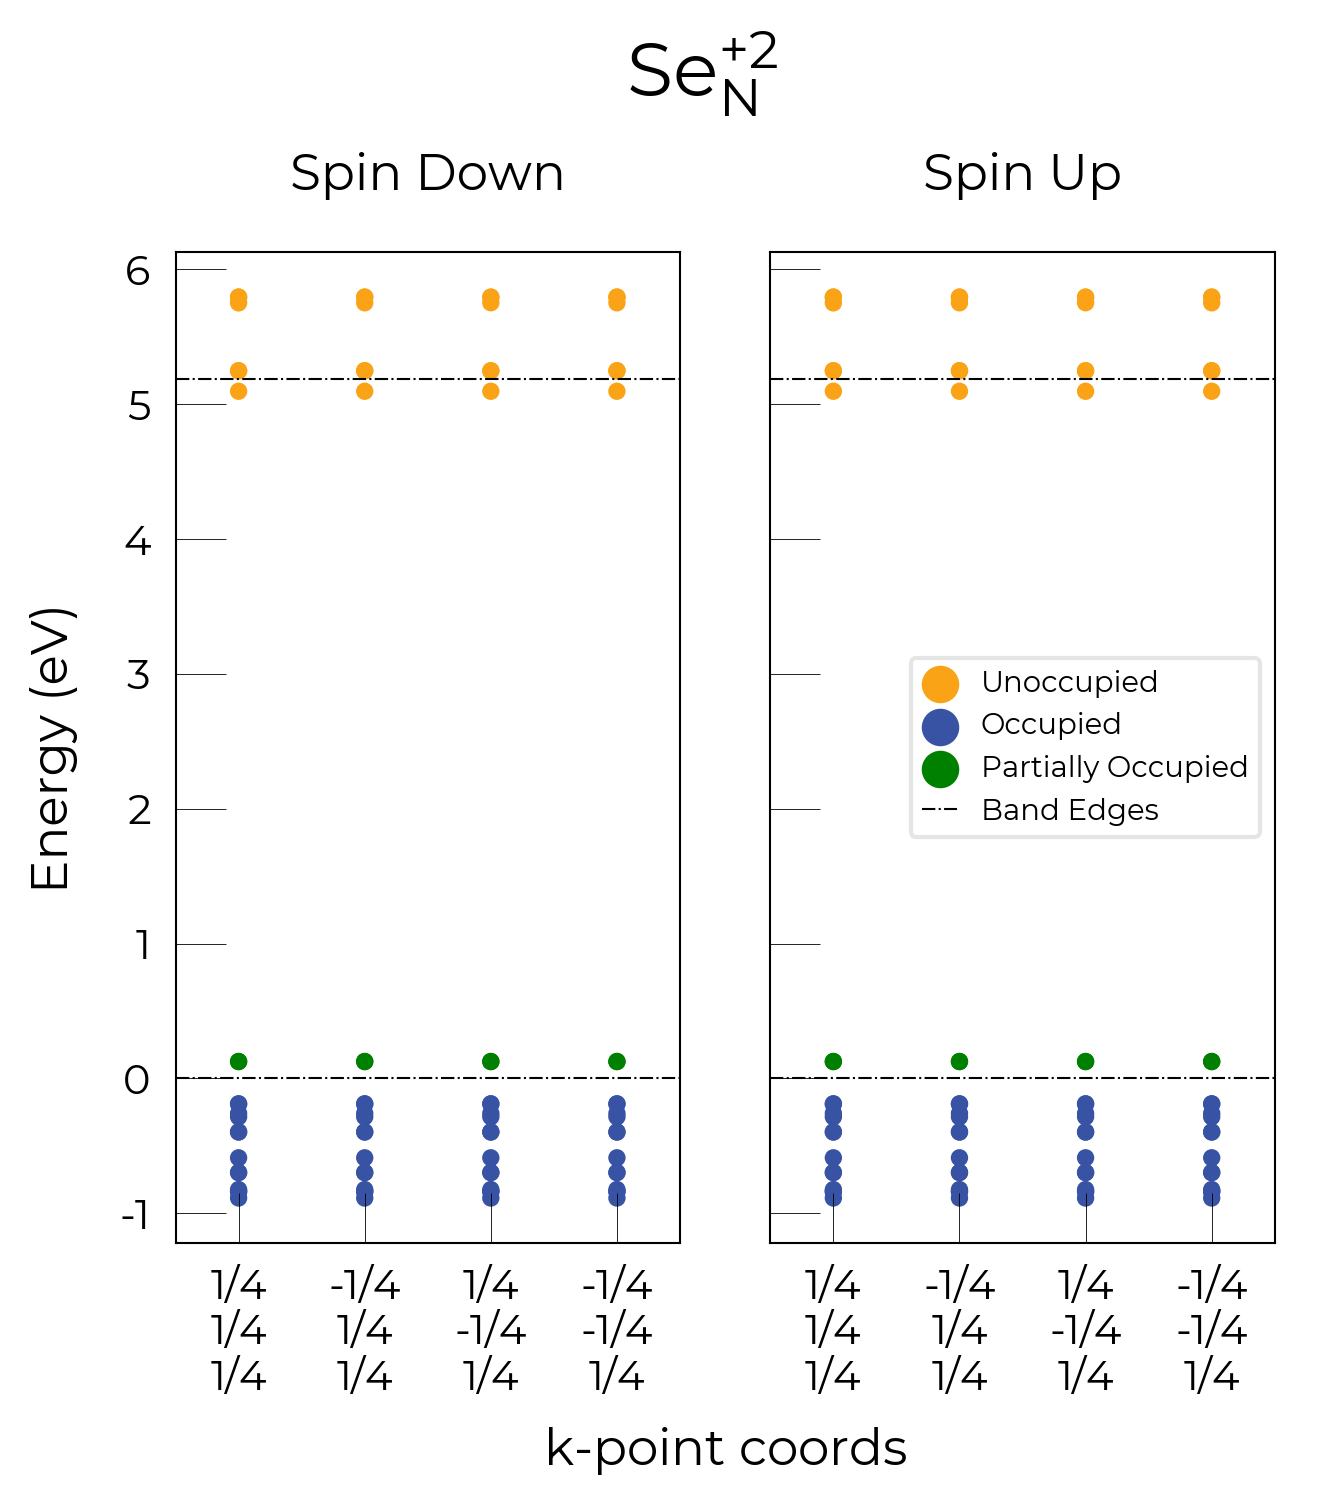 Se_N^{+2}
Spin Down
Spin Up
Energy (eV)
6
5
4
3
2
1
0
-1
Unoccupied
Occupied
Partially Occupied
Band Edges
1/4 -1/4 1/4 -1/4 1/4 -1/4 1/4 -1/4
1/4 1/4 -1/4 -1/4 1/4 1/4 -1/4 -1/4
1/4 1/4 1/4 1/4 1/4 1/4 1/4 1/4
k-point coords